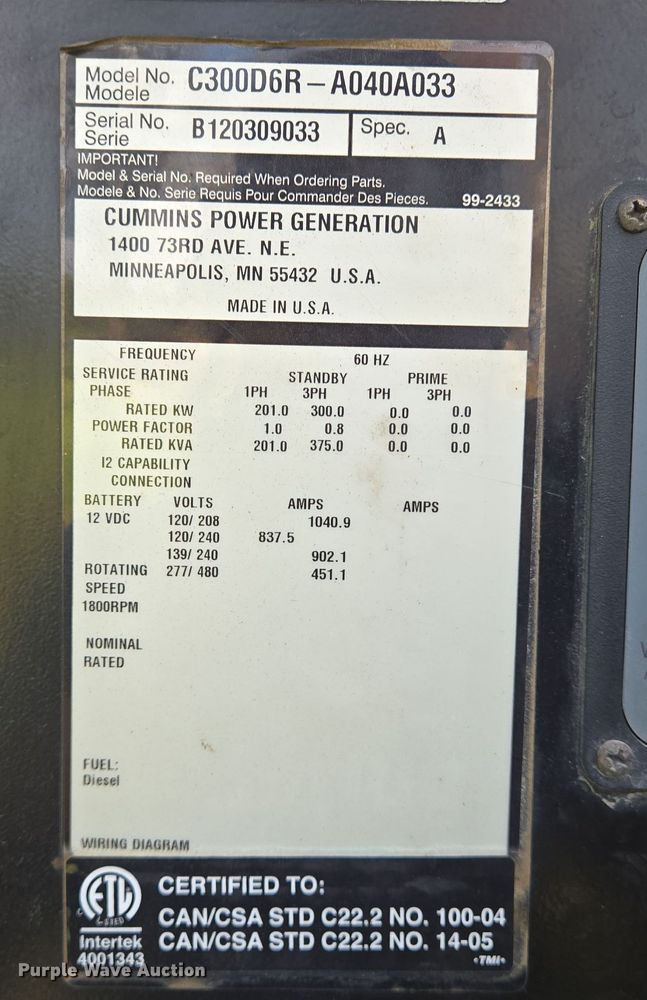 Model No. C300D6R – A040A033
Modele
Serial No. B120309033 Spec. A
Serie
IMPORTANT!
Model & Serial No. Required When Ordering Parts.
Modele & No. Serie Requis Pour Commander Des Pieces. 99-2433
CUMMINS POWER GENERATION
1400 73RD AVE. N.E.
MINNEAPOLIS, MN 55432 U.S.A.
MADE IN U.S.A.
FREQUENCY 60 HZ
SERVICE RATING STANDBY PRIME
PHASE 1PH 3PH 1PH 3PH
RATED KW 201.0 300.0 0.0 0.0
POWER FACTOR 1.0 0.8 0.0 0.0
RATED KVA 201.0 375.0 0.0 0.0
I2 CAPABILITY
CONNECTION
BATTERY VOLTS AMPS AMPS
12 VDC 120/ 208 1040.9
120/ 240 837.5
139/ 240 902.1
ROTATING 277/ 480 451.1
SPEED
1800RPM
NOMINAL
RATED
FUEL:
Diesel
WIRING DIAGRAM
ETL CERTIFIED TO:
C LISTED
CAN/CSA STD C22.2 NO. 100-04
Intertek CAN/CSA STD C22.2 NO. 14-05
4001343 •TMI•
Purple Wave Auction